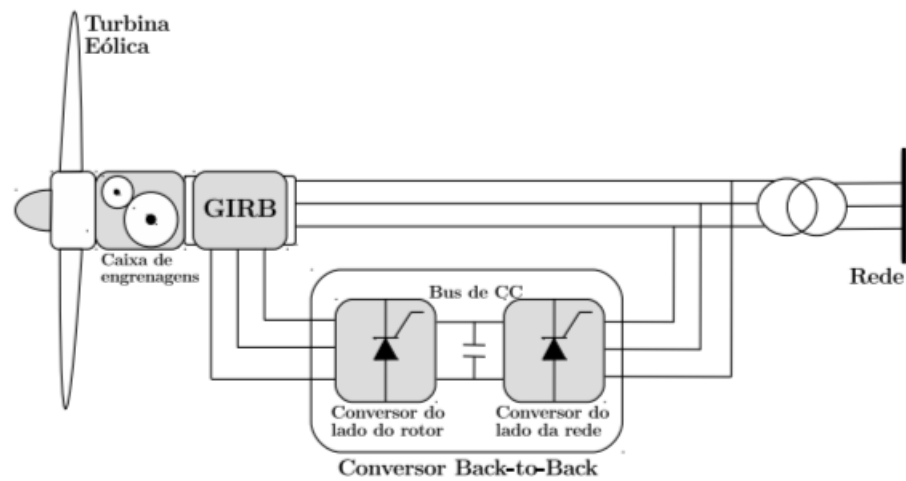 Turbina
Eólica
GIRB
Caixa de
engrenagens
Rede
Bus de CC
Conversor do
lado do rotor
Conversor do
lado da rede
Conversor Back-to-Back